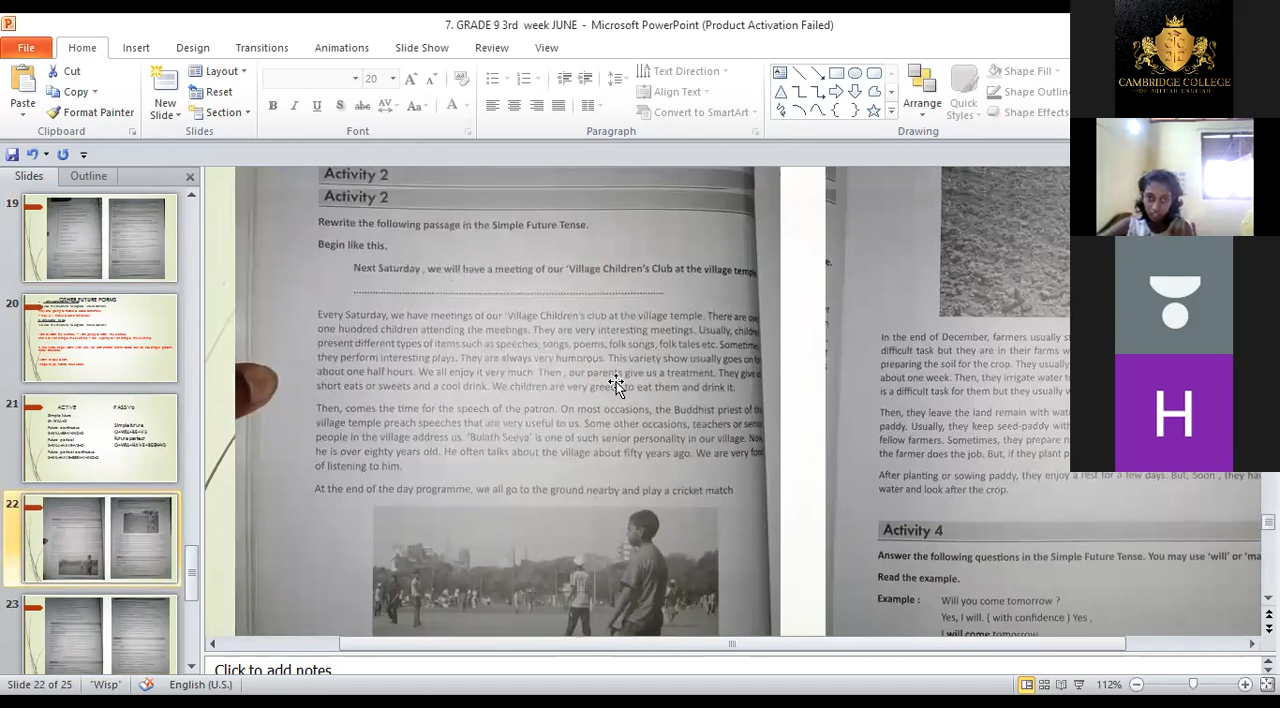 7. GRADE 9 3rd week JUNE - Microsoft PowerPoint (Product Activation Failed)
File Home Insert Design Transitions Animations Slide Show Review View
Cut
Copy
Format Painter
Paste
Clipboard
New
Slide
Layout
Reset
Section
Slides
20
Font
Paragraph
Text Direction
Align Text
Convert to SmartArt
Arrange
Quick
Styles
Shape Fill
Shape Outline
Shape Effects
Drawing
CAMBRIDGE COLLEGE
OF BRITISH ENGLISH
Slides Outline
19
20
OTHER FUTURE FORMS
21
ACTIVE PASSIVE
22
23
Activity 2
Activity 2
Rewrite the following passage in the Simple Future Tense.
Begin like this.
Next Saturday , we will have a meeting of our 'Village Children's Club at the village temple
Every Saturday, we have meetings of our 'Village Children's club at the village temple. There are
one hundred children attending the meetings. They are very interesting meetings. Usually,
present different types of items such as speeches, songs, poems, folk songs, folk tales etc.
they perform interesting plays. They are always very humorous. This variety show usually goes on
about one half hours. We all enjoy it very much. Then , our parents give us a treatment. They give
short eats or sweets and a cool drink. We children are very greedy to eat them and drink it.
Then, comes the time for the speech of the patron. On most occasions, the Buddhist priest of the
village temple preach speeches that are very useful to us. Some other occasions, teachers or
people in the village address us. 'Bulath Seeya' is one of such senior personality in our village. Now
he is over eighty years old. He often talks about the village about fifty years ago. We are very
of listening to him.
At the end of the day programme, we all go to the ground nearby and play a cricket match
In the end of December, farmers usually
difficult task but they are in their farms
preparing the soil for the crop. They
about one week. Then, they irrigate water
is a difficult task for them but they usually
Then, they leave the land remain with
paddy. Usually, they keep seed-paddy
fellow farmers. Sometimes, they prepare
the farmer does the job. But, if they plant
After planting or sowing paddy, they enjoy a rest for a few days. But, Soon , they
water and look after the crop.
Activity 4
Answer the following questions in the Simple Future Tense. You may use 'will' or
Read the example.
Example : Will you come tomorrow ?
Yes, I will. ( with confidence ) Yes ,
I will come tomorrow
H
Click to add notes
Slide 22 of 25 "Wisp" English (U.S.) 112%